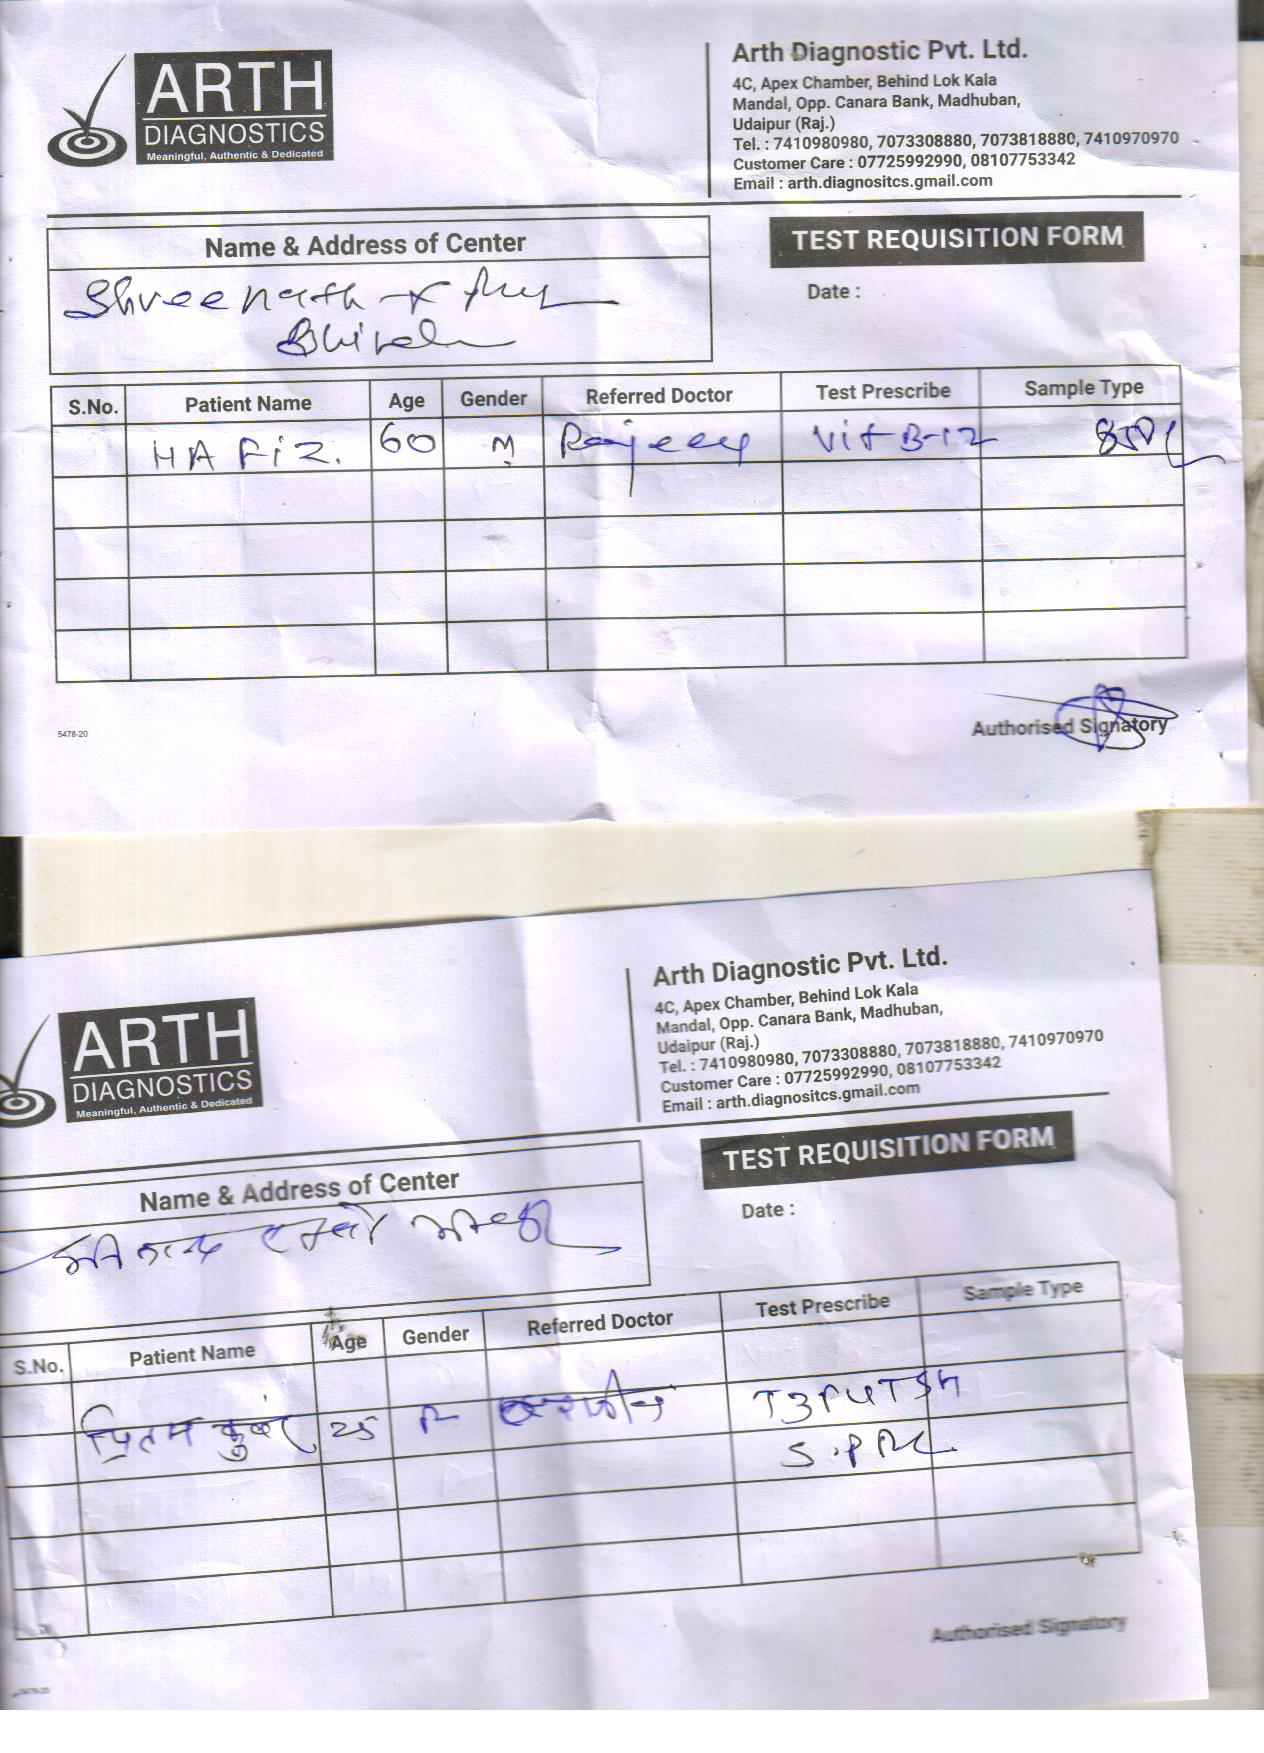 ARTH
DIAGNOSTICS
Meaningful, Authentic & Dedicated
Arth Diagnostic Pvt. Ltd.
4C, Apex Chamber, Behind Lok Kala
Mandal, Opp. Canara Bank, Madhuban,
Udaipur (Raj.)
Tel. : 7410980980, 7073308880, 7073818880, 7410970970
Customer Care : 07725992990, 08107753342
Email : arth.diagnositcs.gmail.com
Name & Address of Center
TEST REQUISITION FORM
Shreenath
Date :
S.No. Patient Name Age Gender Referred Doctor Test Prescribe Sample Type
HAFiZ. 60 M Rajeev Vit B-12
Authorised Signatory
5478-20
ARTH
DIAGNOSTICS
Meaningful, Authentic & Dedicated
Arth Diagnostic Pvt. Ltd.
4C, Apex Chamber, Behind Lok Kala
Mandal, Opp. Canara Bank, Madhuban,
Udaipur (Raj.)
Tel. : 7410980980, 7073308880, 7073818880, 7410970970
Customer Care : 07725992990, 08107753342
Email : arth.diagnositcs.gmail.com
Name & Address of Center
TEST REQUISITION FORM
Date :
S.No. Patient Name Age Gender Referred Doctor Test Prescribe Sample Type
25 F T3T4TSH
Authorised Signatory
5478-20